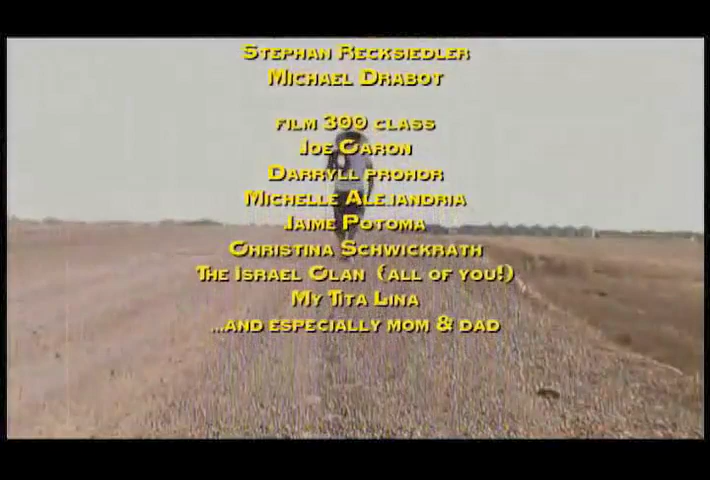 Stephan Recksiedler
Michael Drabot
film 300 class
Joe Caron
Darryll prohor
Michelle Alejandria
Jaime Potoma
Christina Schwickrath
The Israel Clan (all of you!)
My Tita Lina
...and especially mom & dad